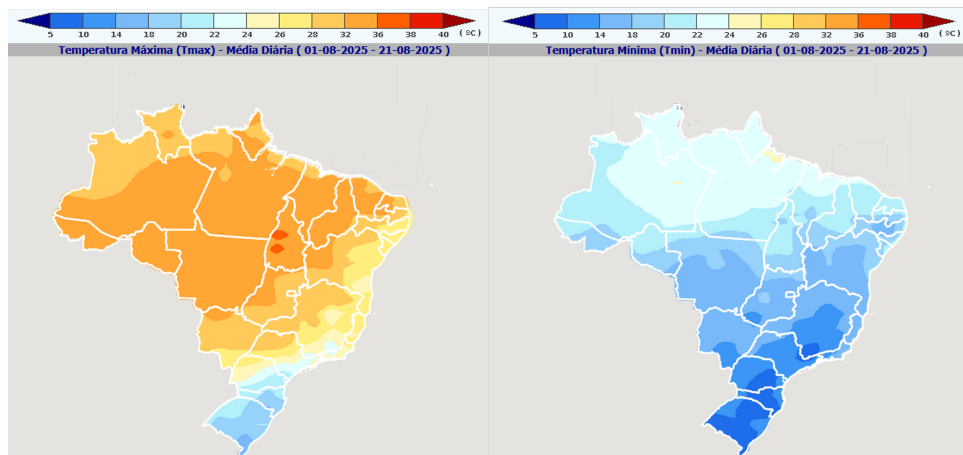 5 10 14 18 22 24 26 28 32 36 38 40 ( ºC)
Temperatura Máxima (Tmax) - Média Diária ( 01-08-2025 - 21-08-2025 )
5 10 13 14 16 18 22 24 26 28 32 36 38 40 ( ºC)
Temperatura Mínima (Tmin) - Média Diária ( 01-08-2025 - 21-08-2025 )